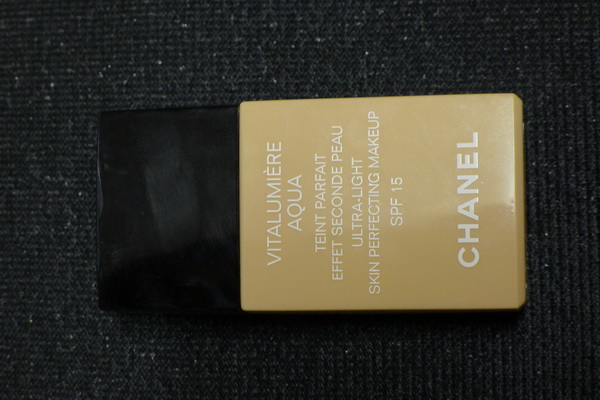 VITALUMIÈRE
AQUA
TEINT PARFAIT
EFFET SECONDE PEAU
ULTRA-LIGHT
SKIN PERFECTING MAKEUP
SPF 15
CHANEL